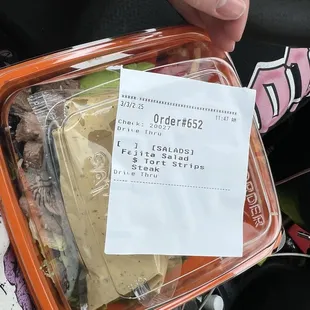 3/3/2 25
11:47 AM
Order#652
Check: 20027
Drive Thru
[ ] [SALADS]
Fajita Salad
$ Tort Strips
Steak
Drive Thru